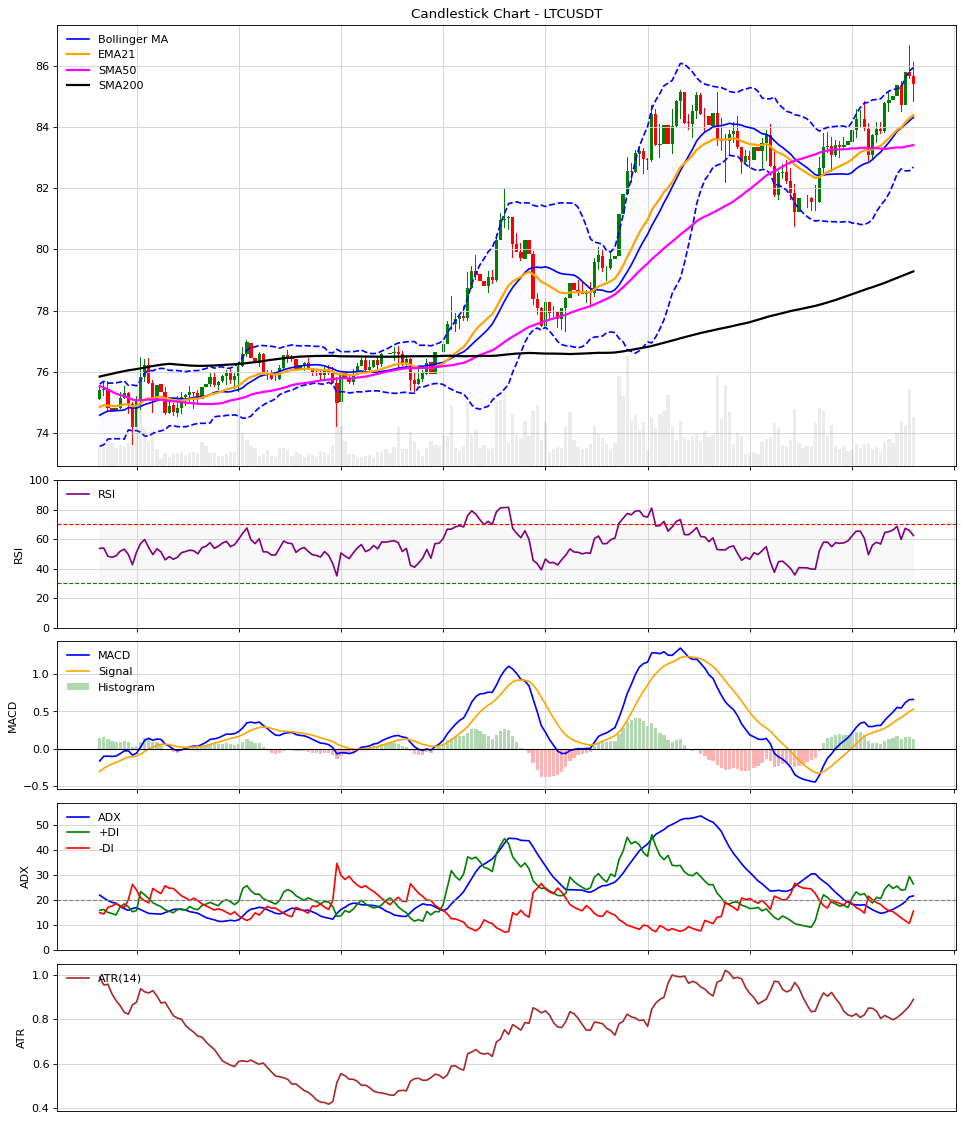 Candlestick Chart - LTCUSDT
Bollinger MA
EMA21
SMA50
SMA200
86
84
82
80
78
76
74
RSI
RSI
100
80
60
40
20
0
MACD
MACD
Signal
Histogram
1.0
0.5
0.0
−0.5
ADX
ADX
+DI
-DI
50
40
30
20
10
0
ATR
ATR(14)
1.0
0.8
0.6
0.4